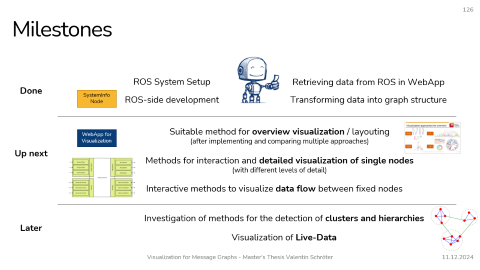 126
Milestones
Done
Systeminfo
Node
ROS System Setup
ROS-side development
Retrieving data from ROS in WebApp
Transforming data into graph structure
Up next
WebApp for
Visualization
Suitable method for overview visualization / layouting
(after implementing and comparing multiple approaches)
Methods for interaction and detailed visualization of single nodes
(with different levels of detail)
Interactive methods to visualize data flow between fixed nodes
Later
Investigation of methods for the detection of clusters and hierarchies
Visualization of Live-Data
Visualization for Message Graphs - Master's Thesis Valentin Schröter
11.12.2024